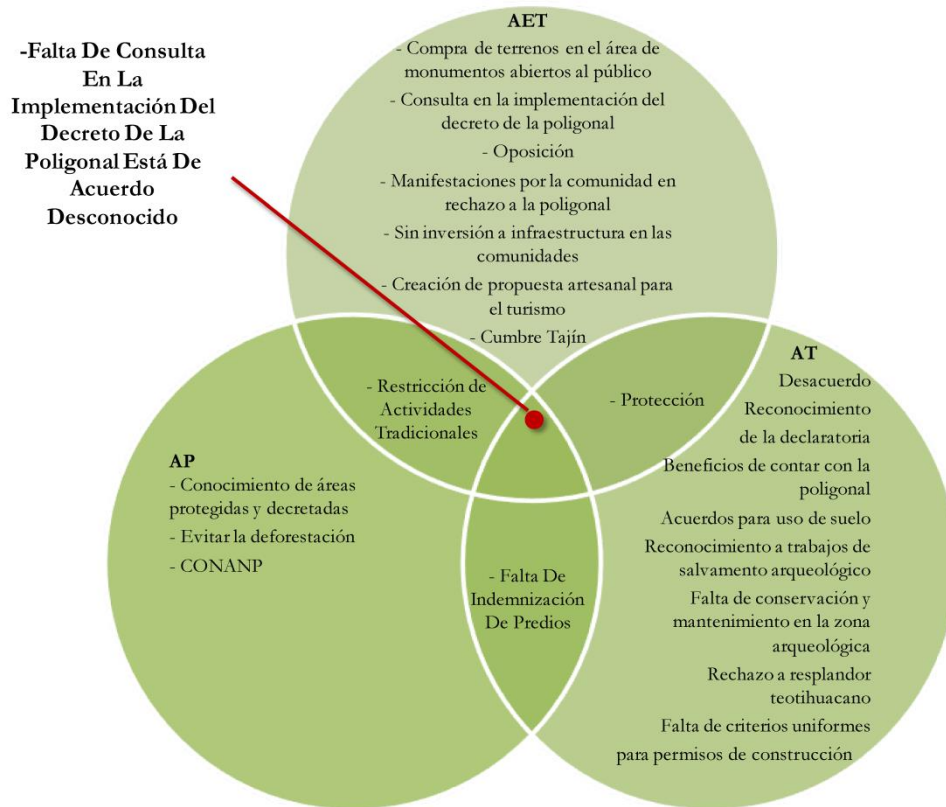 -Falta De Consulta
En La
Implementación Del
Decreto De La
Poligonal Está De
Acuerdo
Desconocido
AET
- Compra de terrenos en el área de
monumentos abiertos al público
- Consulta en la implementación del
decreto de la poligonal
- Oposición
- Manifestaciones por la comunidad en
rechazo a la poligonal
- Sin inversión a infraestructura en las
comunidades
- Creación de propuesta artesanal para
el turismo
- Cumbre Tajín
- Restricción de
Actividades
Tradicionales
- Protección
AP
- Conocimiento de áreas
protegidas y decretadas
- Evitar la deforestación
- CONANP
- Falta De
Indemnización
De Predios
AT
Desacuerdo
Reconocimiento
de la declaratoria
Beneficios de contar con la
poligonal
Acuerdos para uso de suelo
Reconocimiento a trabajos de
salvamento arqueológico
Falta de conservación y
mantenimiento en la zona
arqueológica
Rechazo a resplandor
teotihuacano
Falta de criterios uniformes
para permisos de construcción